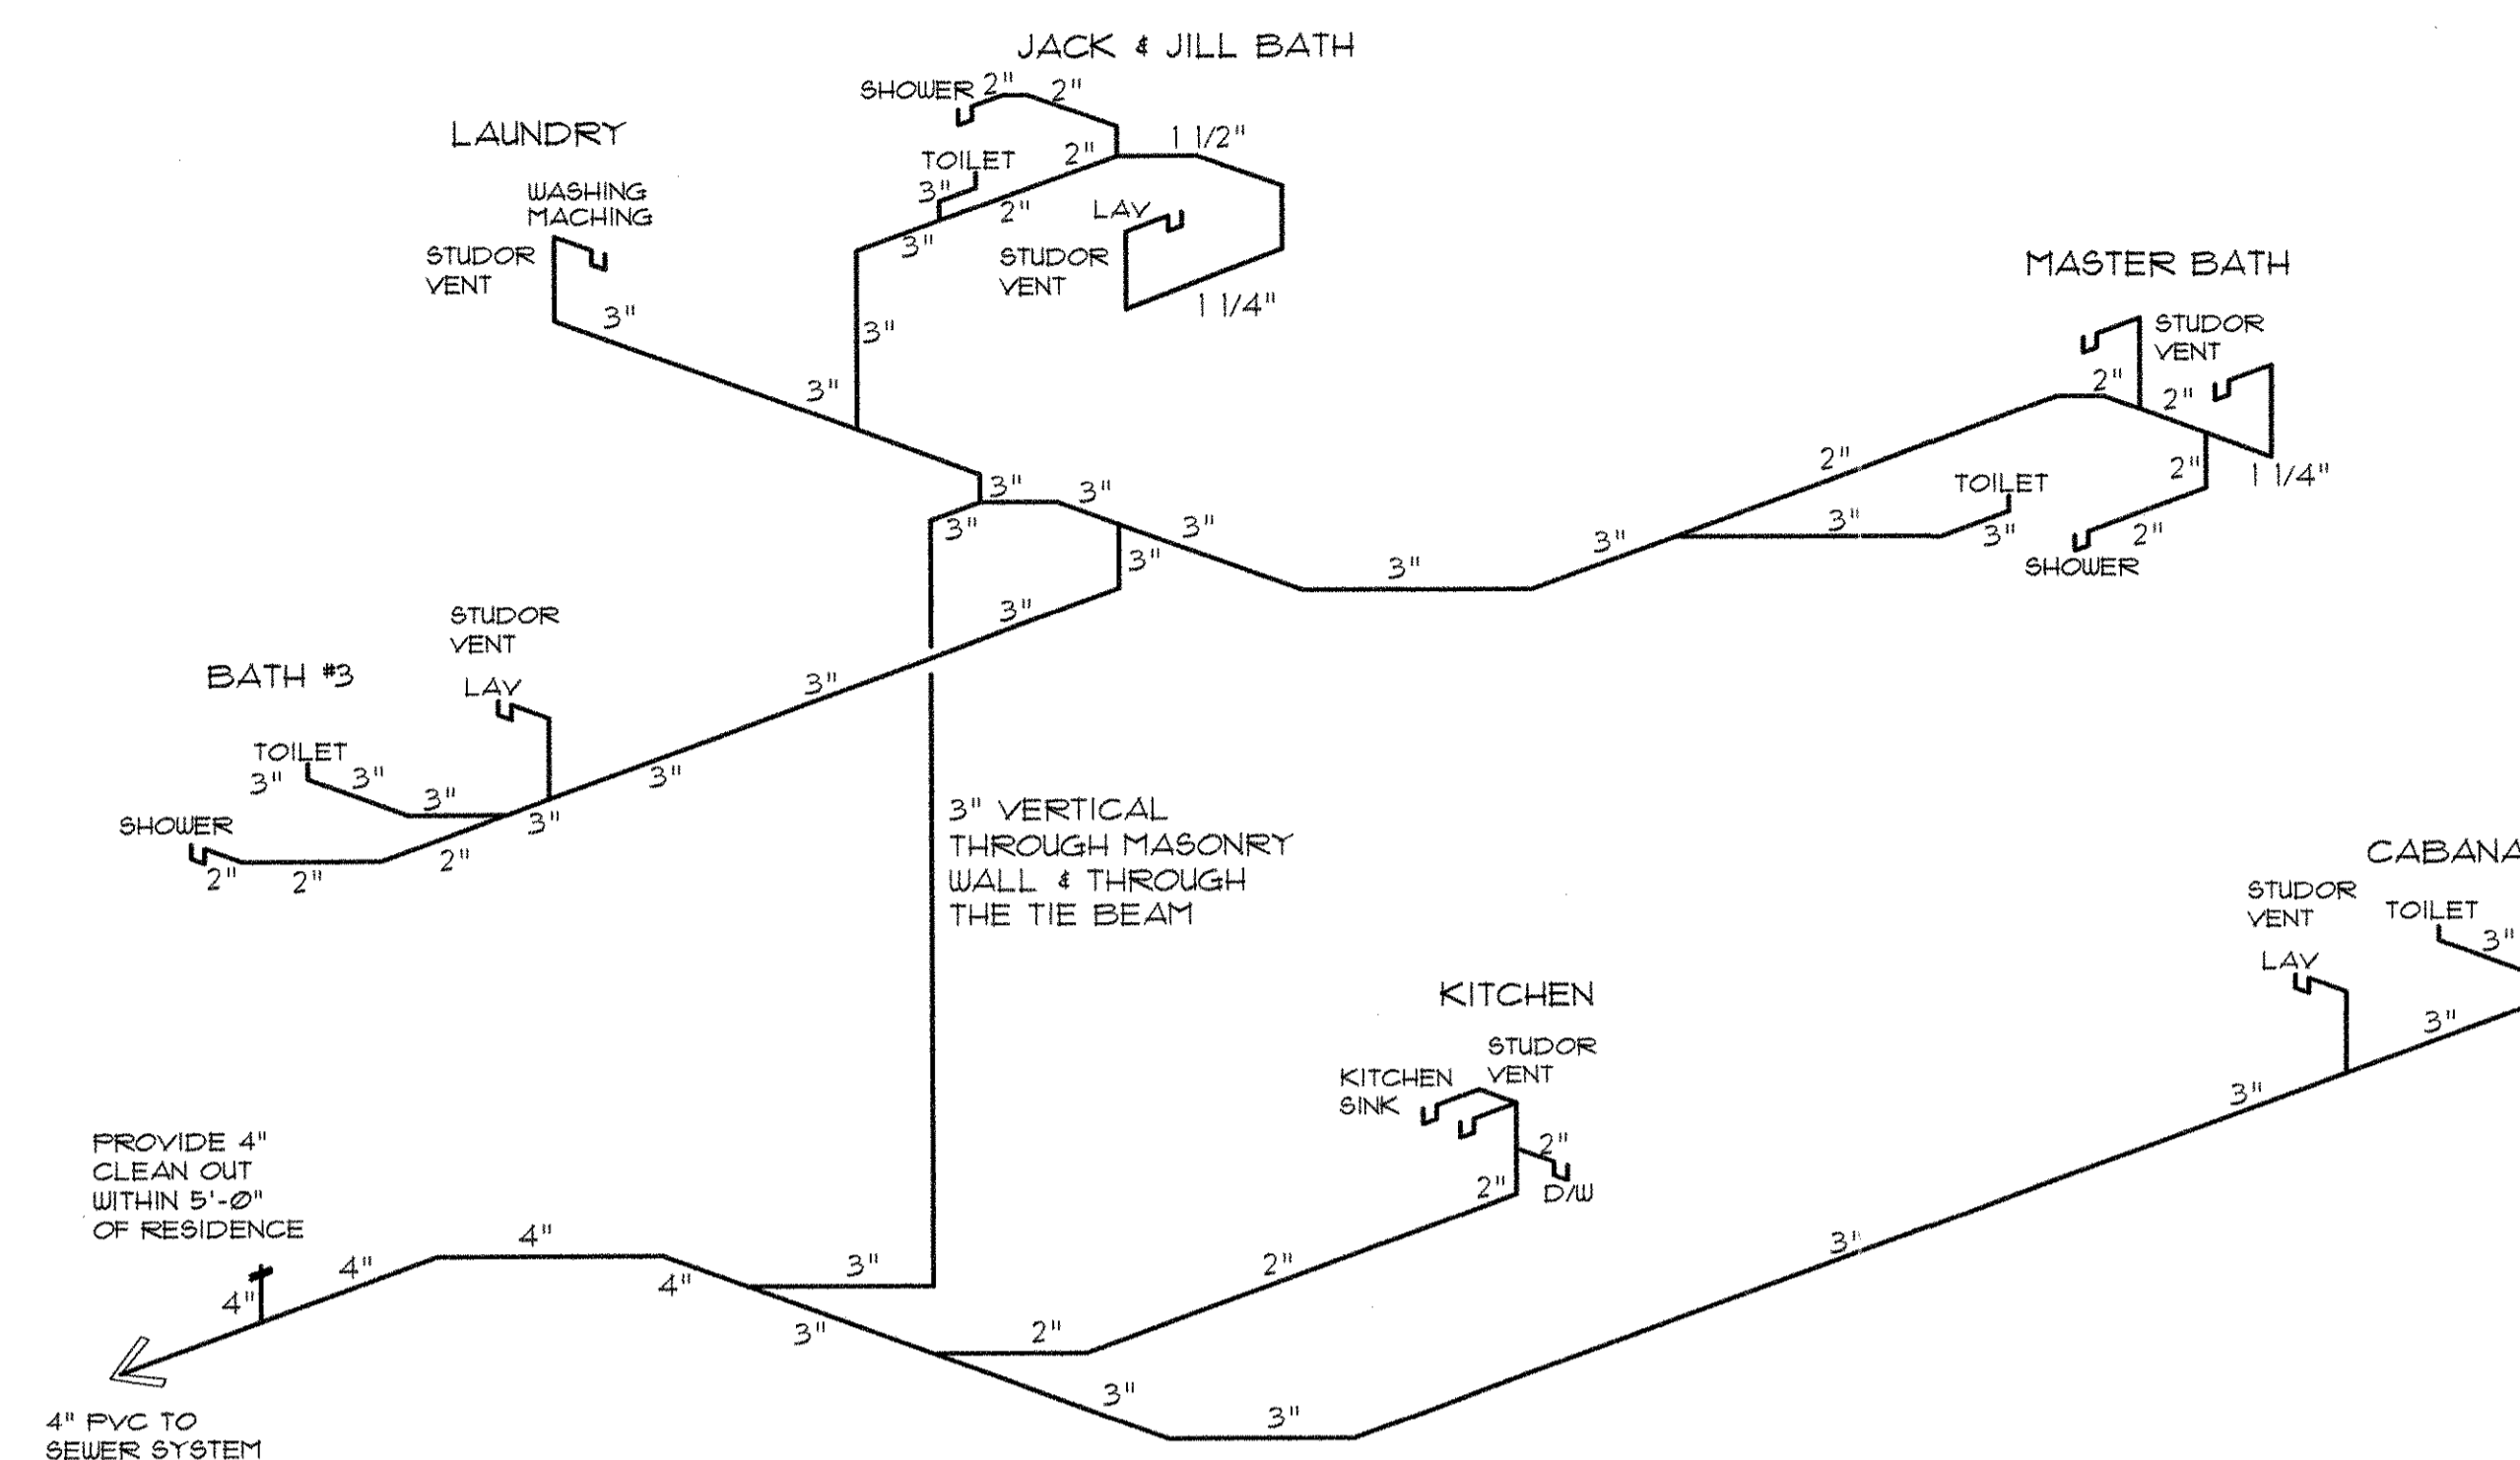 JACK & JILL BATH
SHOWER 2" 2"
LAUNDRY
1 1/2"
2"
TOILET
3"
2"
3"
WASHING
MACHING
LAV
STUDOR
VENT
STUDOR
VENT
1 1/4"
3"
3"
3"
MASTER BATH
STUDOR
VENT
2"
2"
2"
2"
1 1/4"
TOILET
3"
3"
2"
SHOWER
3"
3"
3"
3"
3"
3"
3"
3"
3"
3"
STUDOR
VENT
BATH #3
LAV
TOILET
3"
3"
3"
3"
3"
SHOWER
2"
2"
2"
3" VERTICAL
THROUGH MASONRY
WALL & THROUGH
THE TIE BEAM
CABANA
STUDOR
VENT
TOILET
3"
LAV
3"
3"
3"
KITCHEN
STUDOR
VENT
KITCHEN
SINK
2"
D/W
2"
2"
2"
PROVIDE 4"
CLEAN OUT
WITHIN 5'-0"
OF RESIDENCE
4"
4"
4"
4"
3"
3"
3"
3"
4" PVC TO
SEWER SYSTEM